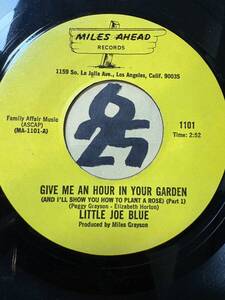 MILES AHEAD
RECORDS
1159 So. La Jolla Ave., Los Angeles, Calif. 90035
Family Affair Music
(ASCAP)
(MA-1101-A)
1101
Time: 2:52
GIVE ME AN HOUR IN YOUR GARDEN
(AND I'LL SHOW YOU HOW TO PLANT A ROSE) (Part 1)
(Peggy Grayson - Elizabeth Horton)
LITTLE JOE BLUE
Produced by Miles Grayson